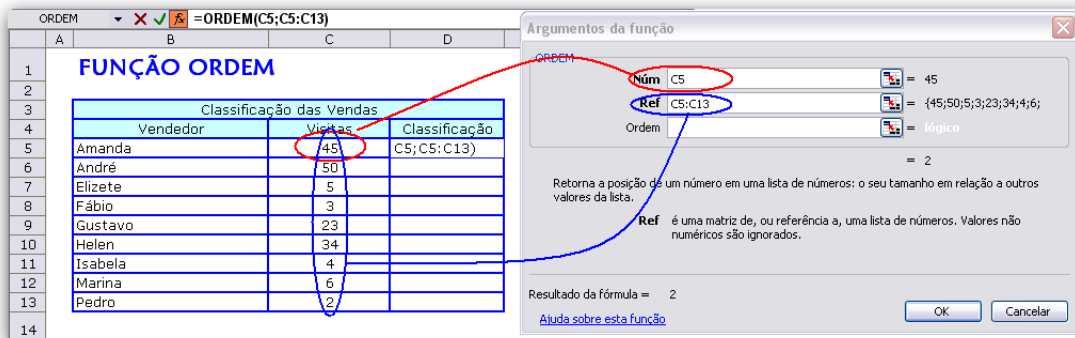 ORDEM =ORDEM(C5;C5:C13)
A B C D
1 FUNÇÃO ORDEM
2
3 Classificação das Vendas
4 Vendedor Visitas Classificação
5 Amanda 45 C5;C5:C13)
6 André 50
7 Elizete 5
8 Fábio 3
9 Gustavo 23
10 Helen 34
11 Isabela 4
12 Marina 6
13 Pedro 2
14
Argumentos da função
ORDEM
Núm C5 = 45
Ref C5:C13 = {45;50;5;3;23;34;4;6;
Ordem = lógico
= 2
Retorna a posição de um número em uma lista de números: o seu tamanho em relação a outros
valores da lista.
Ref é uma matriz de, ou referência a, uma lista de números. Valores não
numéricos são ignorados.
Resultado da fórmula = 2
Ajuda sobre esta função
OK Cancelar